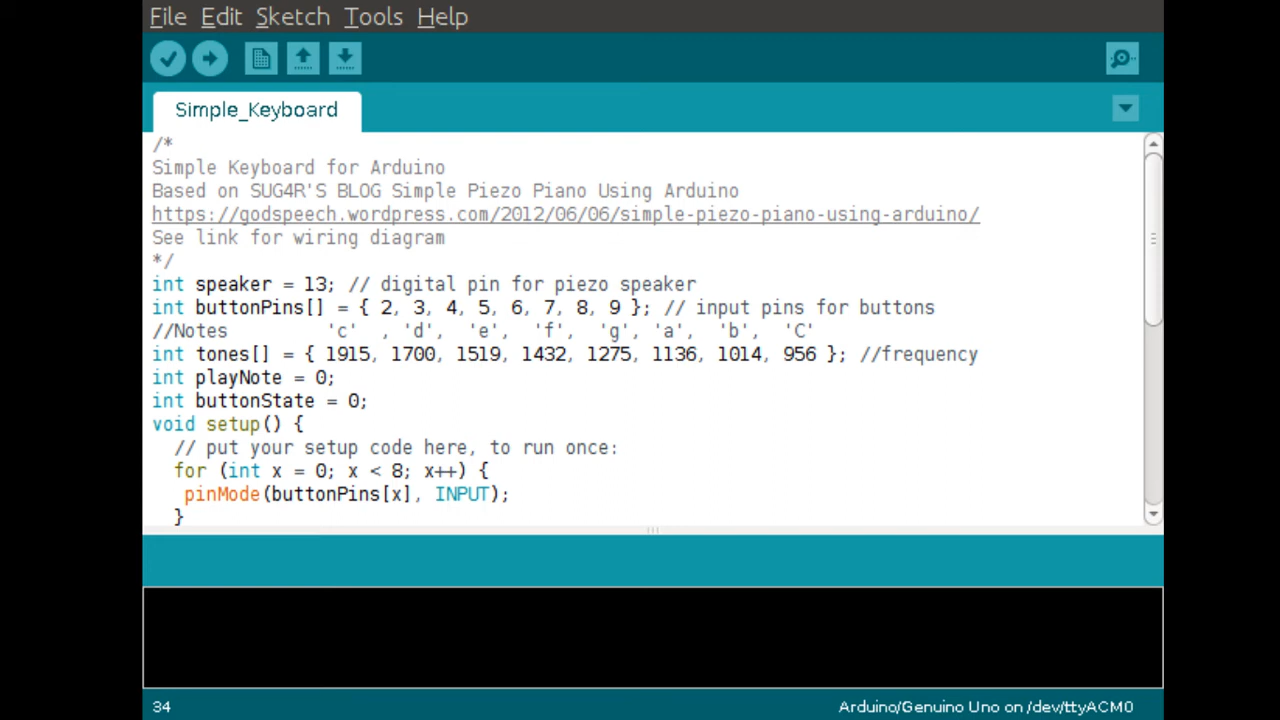 File Edit Sketch Tools Help
Simple_Keyboard
/*
Simple Keyboard for Arduino
Based on SUG4R'S BLOG Simple Piezo Piano Using Arduino
https://godspeech.wordpress.com/2012/06/06/simple-piezo-piano-using-arduino/
See link for wiring diagram
*/
int speaker = 13; // digital pin for piezo speaker
int buttonPins[] = { 2, 3, 4, 5, 6, 7, 8, 9 }; // input pins for buttons
//Notes         'c'  , 'd',  'e',  'f',  'g', 'a',  'b',  'C'
int tones[] = { 1915, 1700, 1519, 1432, 1275, 1136, 1014, 956 }; //frequency
int playNote = 0;
int buttonState = 0;
void setup() {
  // put your setup code here, to run once:
  for (int x = 0; x < 8; x++) {
   pinMode(buttonPins[x], INPUT);
  }
34
Arduino/Genuino Uno on /dev/ttyACM0